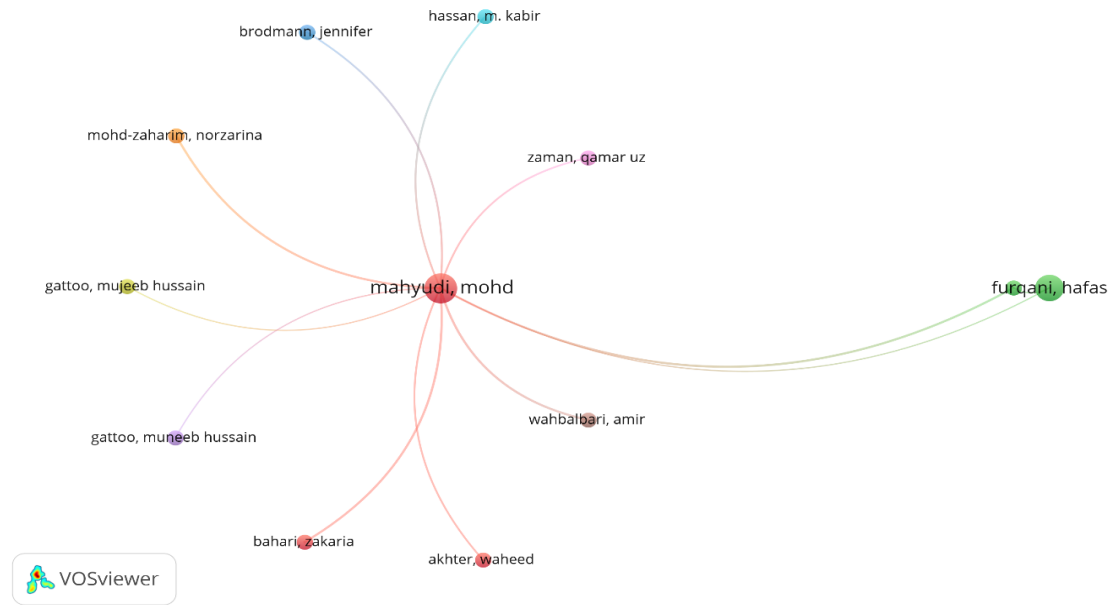 hassan, m. kabir
brodmann, jennifer
mohd-zaharim, norzarina
zaman, qamar uz
gattoo, mujeeb hussain
mahyudi, mohd
furqani, hafas
wahbalbari, amir
gattoo, muneeb hussain
bahari, zakaria
akhter, waheed
VOSviewer